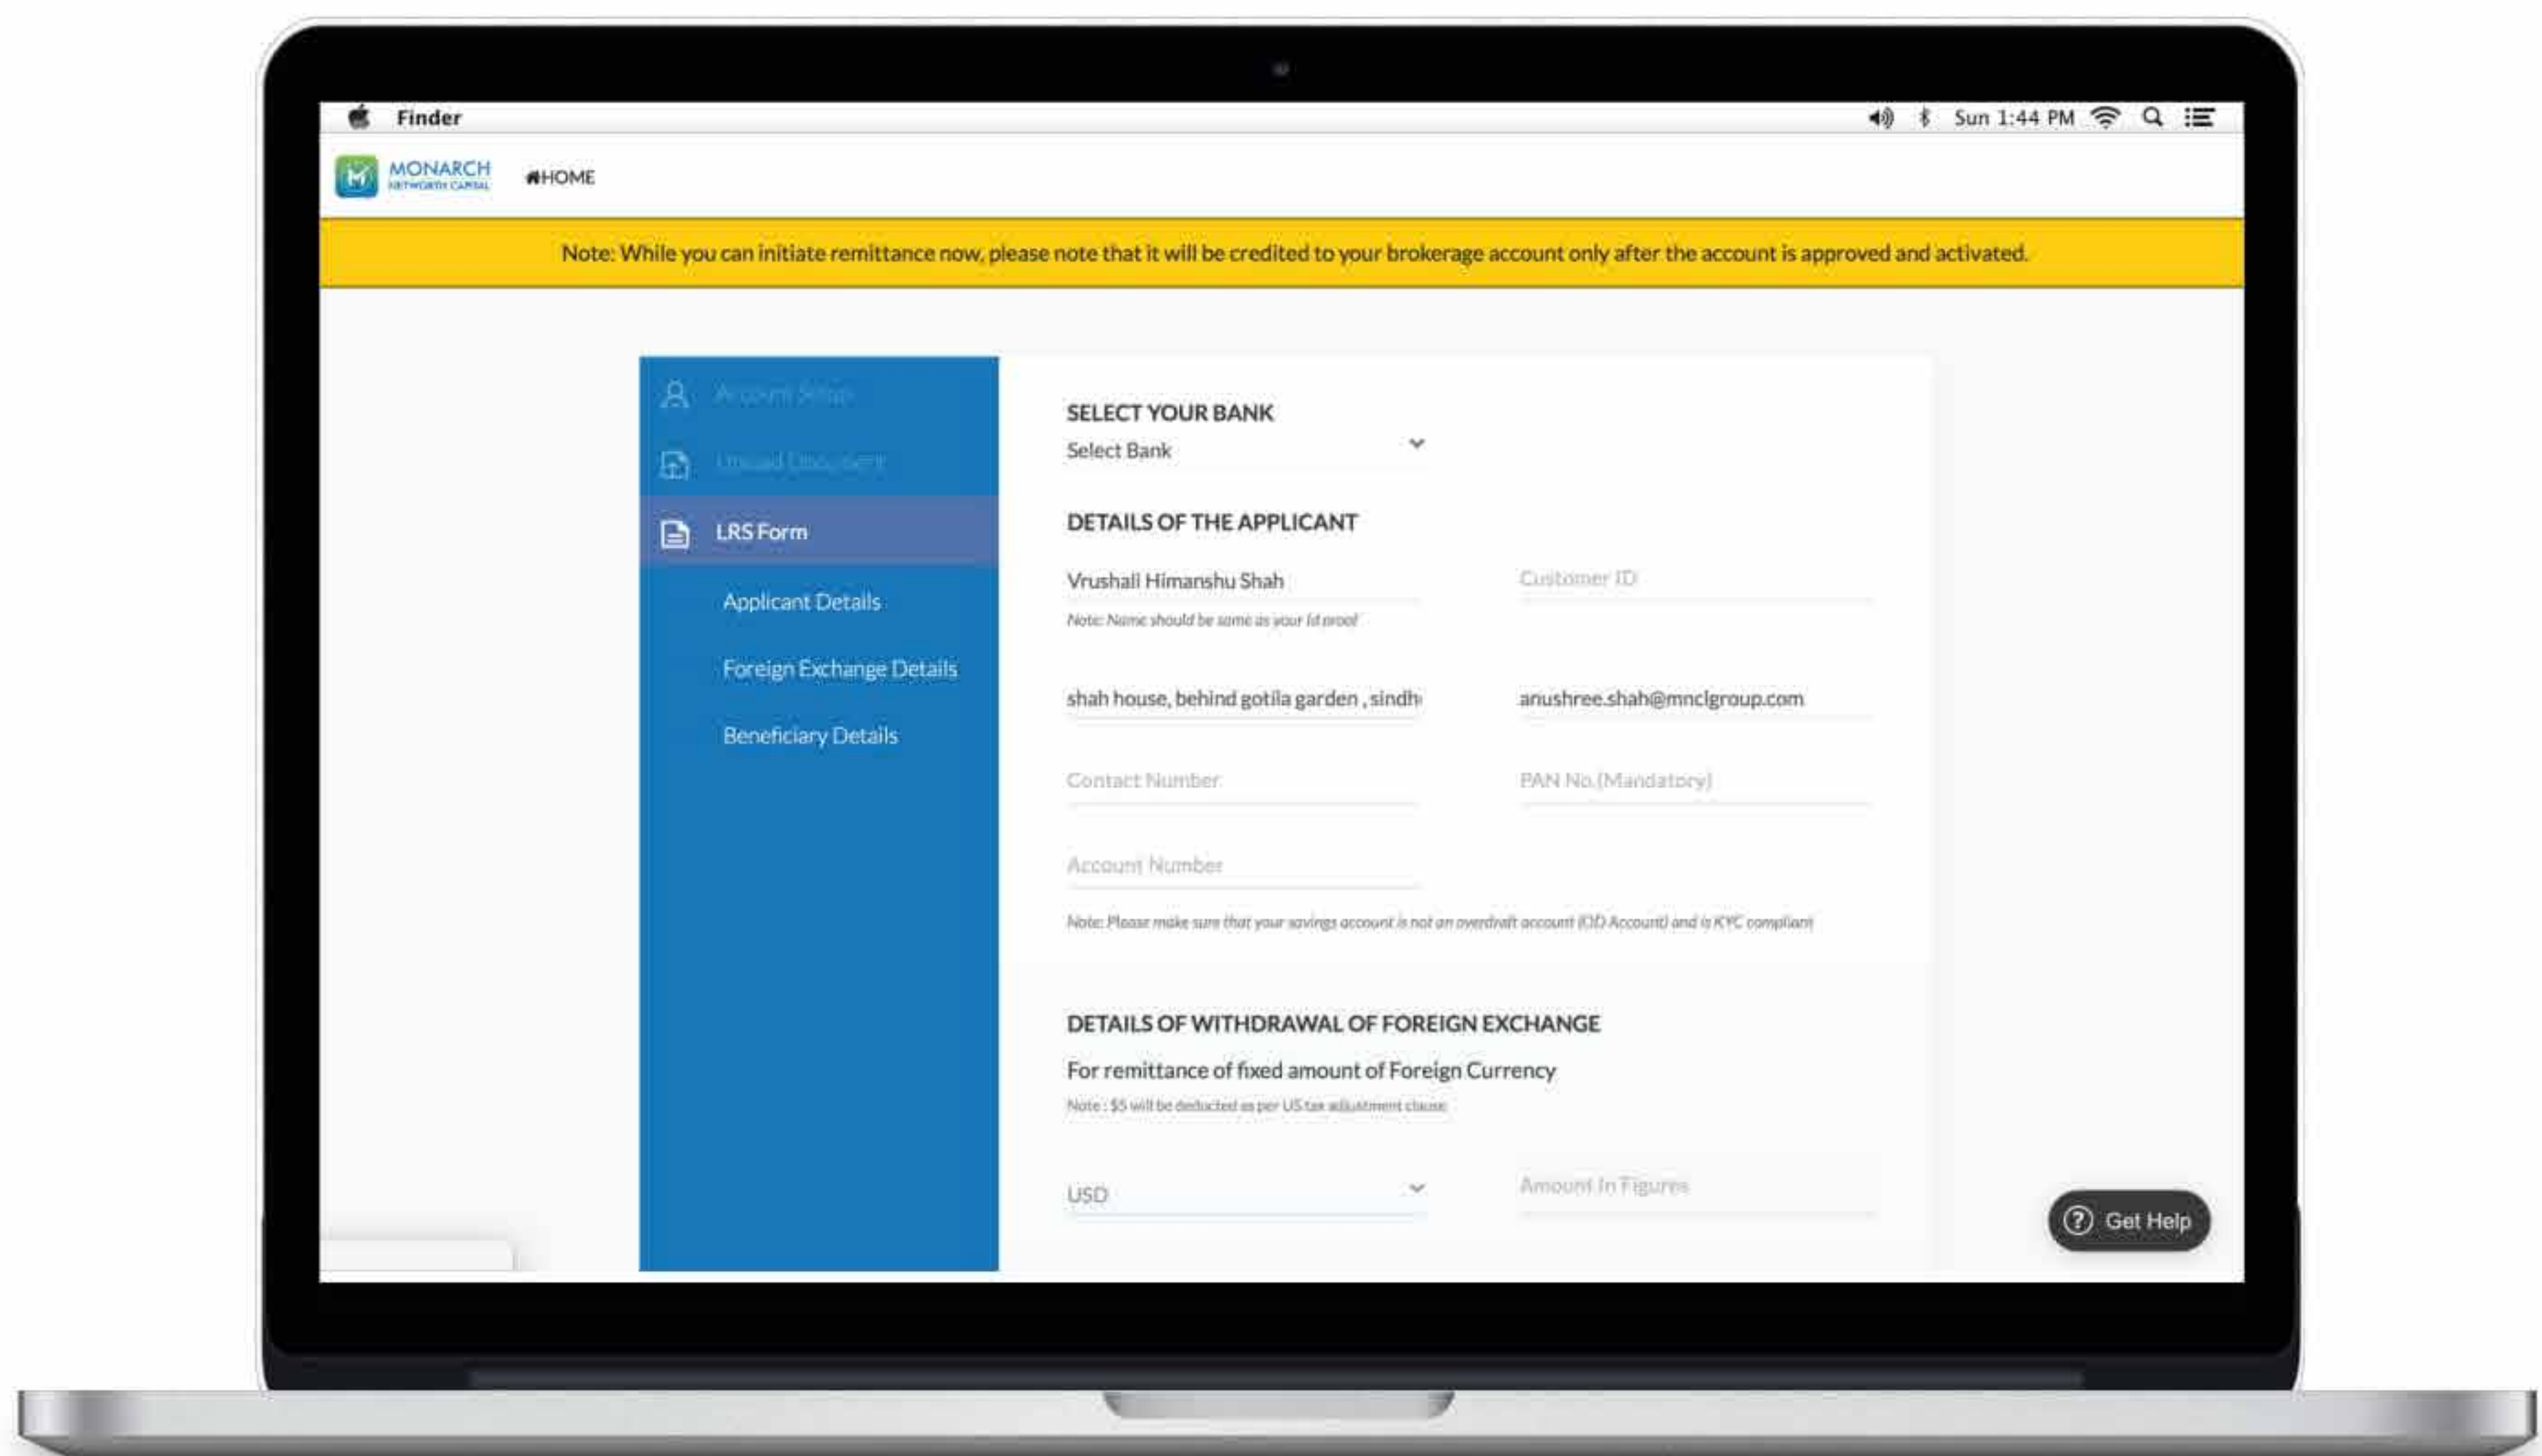 Finder
Sun 1:44 PM
MONARCH
NETWORTH CAPITAL
HOME
Note: While you can initiate remittance now, please note that it will be credited to your brokerage account only after the account is approved and activated.
Account Setup
Upload Document
LRS Form
Applicant Details
Foreign Exchange Details
Beneficiary Details
SELECT YOUR BANK
Select Bank
DETAILS OF THE APPLICANT
Vrushali Himanshu Shah
Customer ID
Note: Name should be same as your Id proof
shah house, behind gotila garden , sindh
anushree.shah@mnclgroup.com
Contact Number
PAN No.(Mandatory)
Account Number
Note: Please make sure that your savings account is not an overdraft account (OD Account) and is KYC compliant
DETAILS OF WITHDRAWAL OF FOREIGN EXCHANGE
For remittance of fixed amount of Foreign Currency
Note : $5 will be deducted as per US tax adjustment clause
USD
Amount In Figures
? Get Help